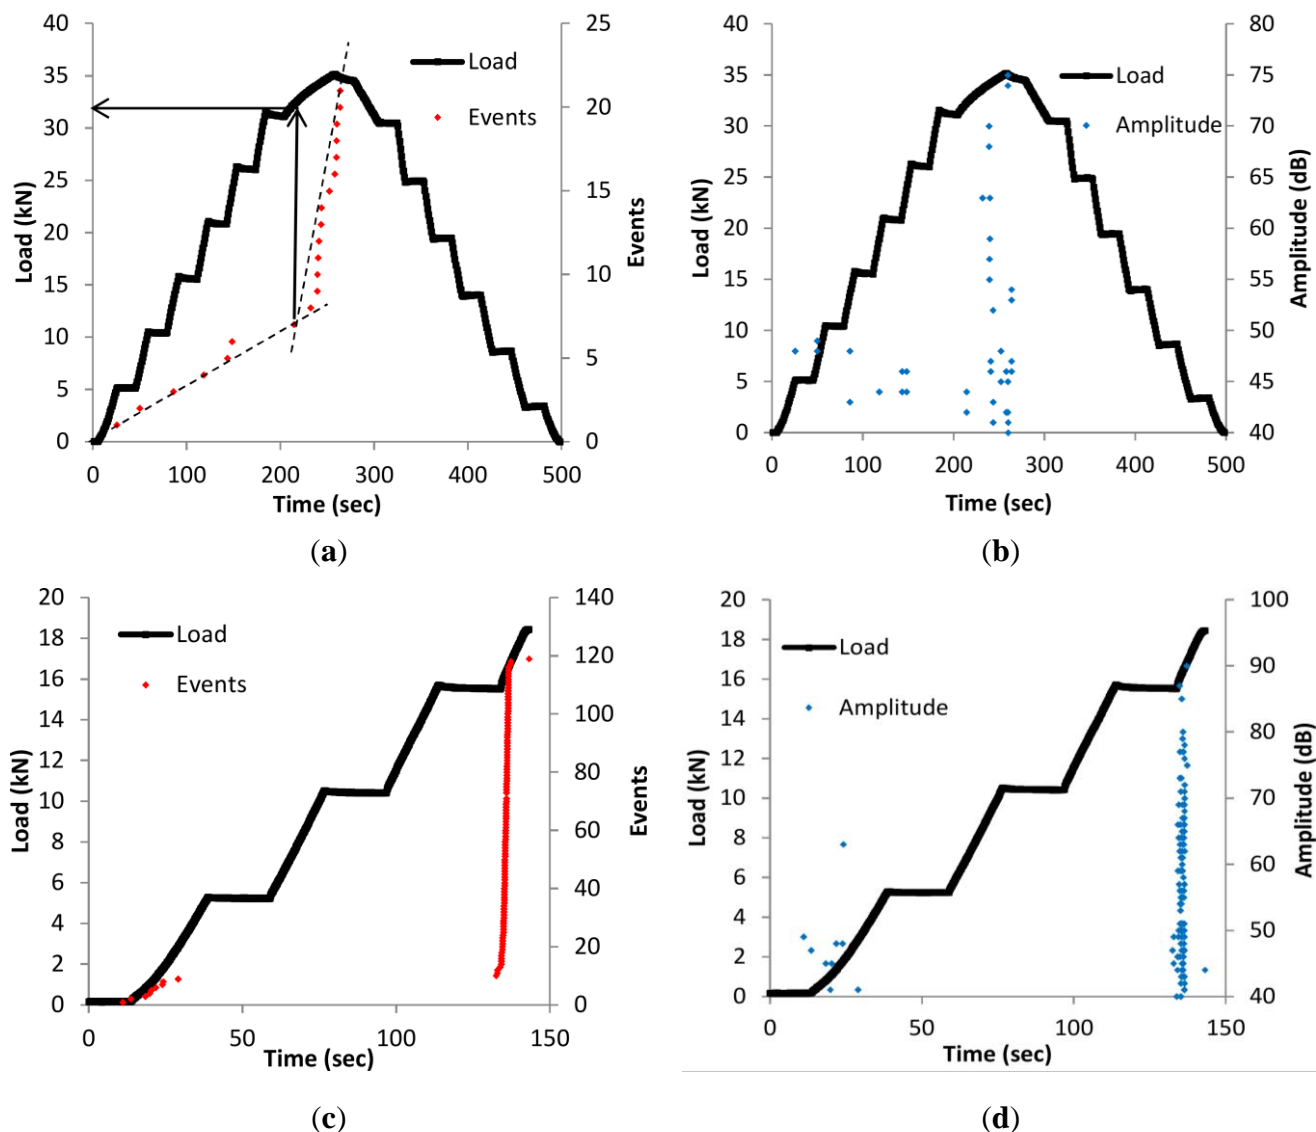 40
35
30
25
20
15
10
5
0
Load (kN)
25
20
15
10
5
0
Events
Load
Events
0 100 200 300 400 500
Time (sec)
(a)
40
35
30
25
20
15
10
5
0
Load (kN)
80
75
70
65
60
55
50
45
40
Amplitude (dB)
Load
Amplitude
0 100 200 300 400 500
Time (sec)
(b)
20
18
16
14
12
10
8
6
4
2
0
Load (kN)
140
120
100
80
60
40
20
0
Events
Load
Events
0 50 100 150
Time (sec)
(c)
20
18
16
14
12
10
8
6
4
2
0
Load (kN)
100
90
80
70
60
50
40
Amplitude (dB)
Load
Amplitude
0 50 100 150
Time (sec)
(d)